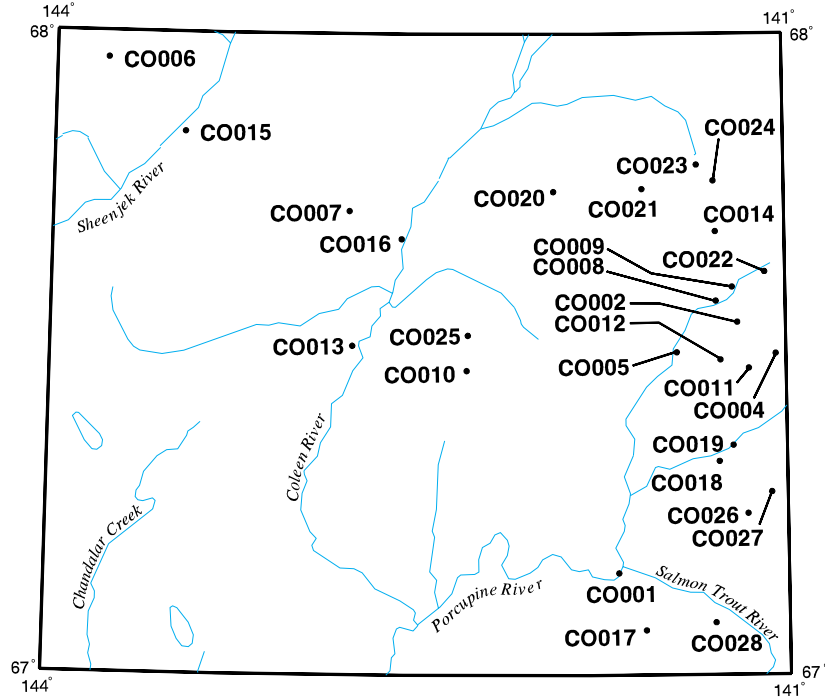 144°
141°
68°
68°
CO006
CO024
CO015
CO023
Sheenjek River
CO020
CO021
CO007
CO014
CO016
CO009
CO022
CO008
CO002
CO012
CO025
CO013
CO005
CO010
CO011
CO004
Coleen River
CO019
CO018
CO026
Chandalar Creek
CO027
Salmon Trout River
Porcupine River
CO001
CO017
CO028
67°
67°
144°
141°